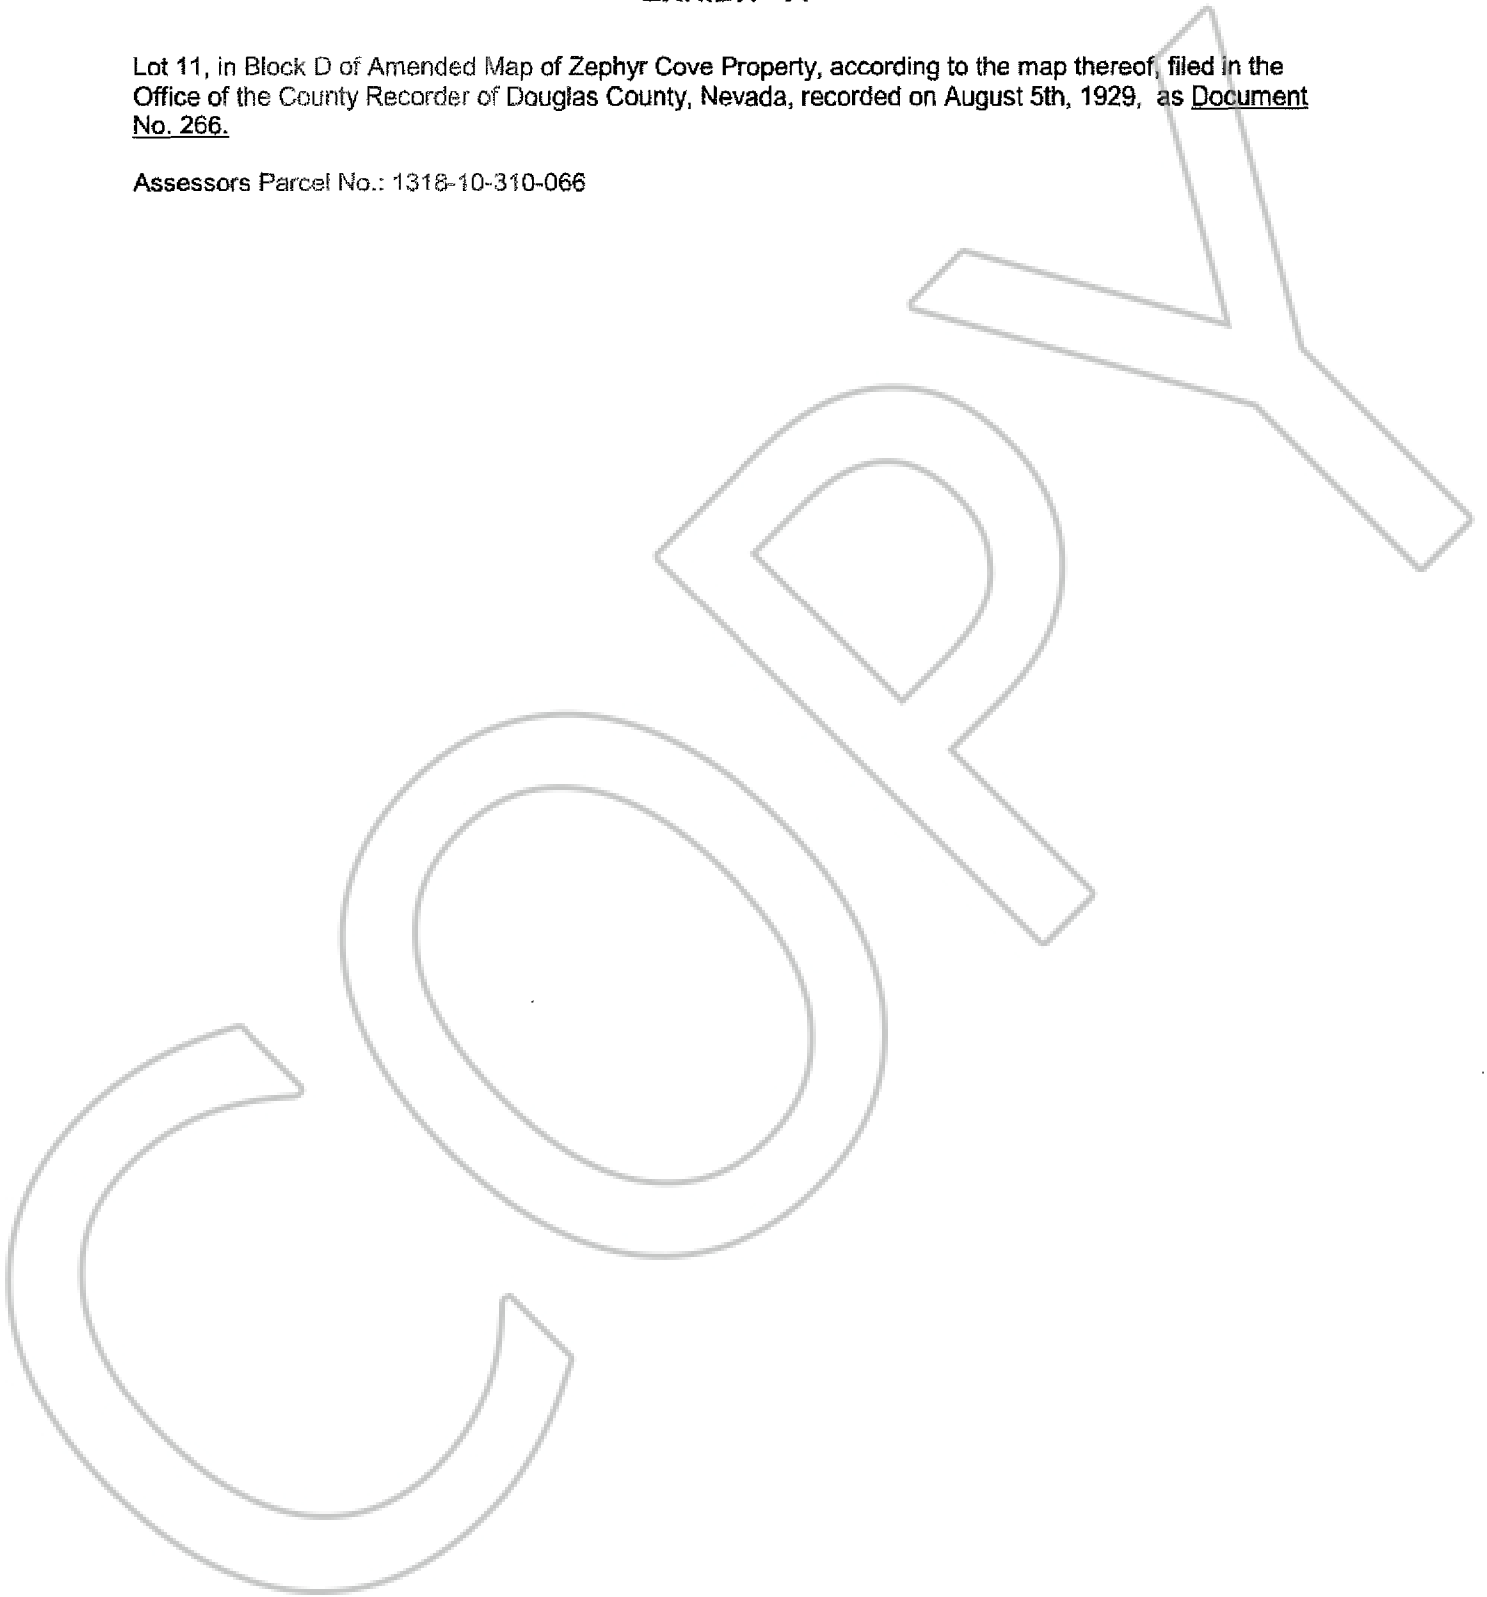 Lot 11, in Block D of Amended Map of Zephyr Cove Property, according to the map thereof, filed in the
Office of the County Recorder of Douglas County, Nevada, recorded on August 5th, 1929, as Document
No. 266.
Assessors Parcel No.: 1318-10-310-066
COPY